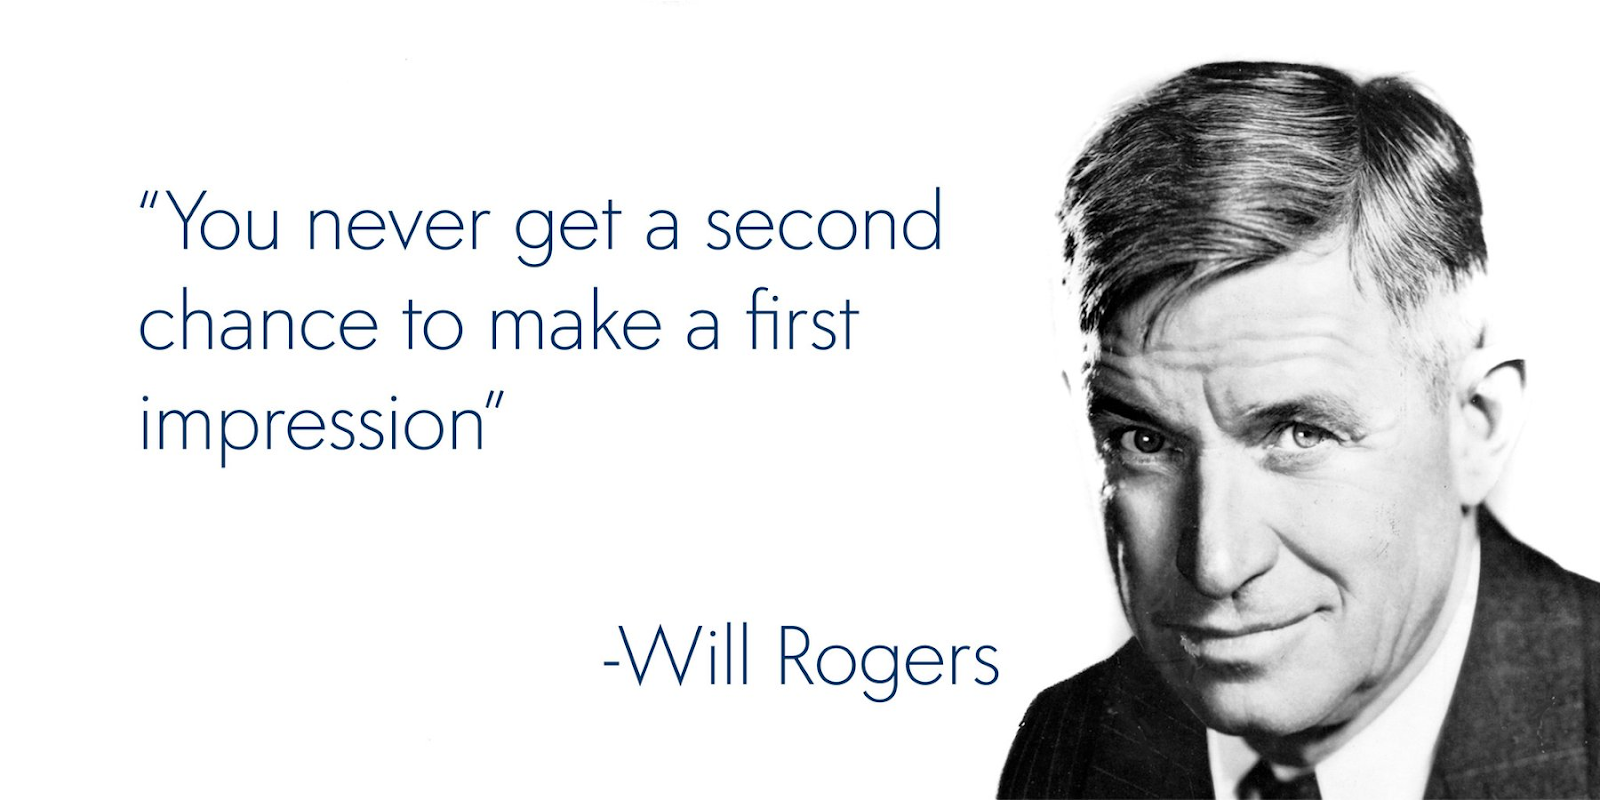 “You never get a second
chance to make a first
impression”
-Will Rogers